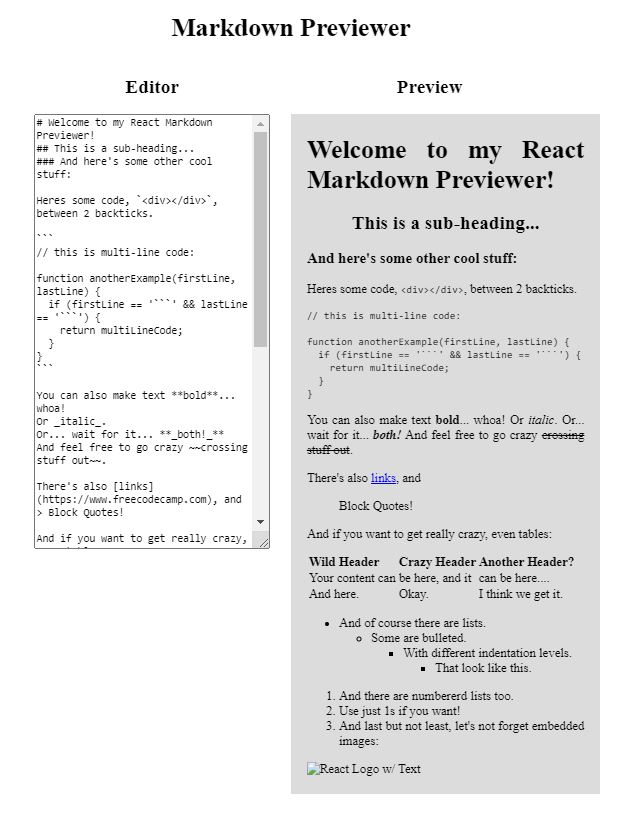 Markdown Previewer
Editor
# Welcome to my React Markdown
Previewer!
## This is a sub-heading...
### And here's some other cool
stuff:
Heres some code, `<div></div>`,
between 2 backticks.
```
// this is multi-line code:
function anotherExample(firstLine,
lastLine) {
  if (firstLine == '```' && lastLine
== '```') {
    return multiLineCode;
  }
}
```
You can also make text **bold**...
whoa!
Or _italic_.
Or... wait for it... **_both!_**
And feel free to go crazy ~~crossing
stuff out~~.
There's also [links]
(https://www.freecodecamp.com), and
> Block Quotes!
And if you want to get really crazy,
Preview
Welcome to my React
Markdown Previewer!
This is a sub-heading...
And here's some other cool stuff:
Heres some code, <div></div>, between 2 backticks.
// this is multi-line code:
function anotherExample(firstLine, lastLine) {
  if (firstLine == '```' && lastLine == '```') {
    return multiLineCode;
  }
}
You can also make text bold... whoa! Or italic. Or...
wait for it... both! And feel free to go crazy crossing
stuff out.
There's also links, and
Block Quotes!
And if you want to get really crazy, even tables:
Wild Header Crazy Header Another Header?
Your content can be here, and it can be here....
And here. Okay. I think we get it.
And of course there are lists.
Some are bulleted.
With different indentation levels.
That look like this.
1. And there are numbererd lists too.
2. Use just 1s if you want!
3. And last but not least, let's not forget embedded
images:
React Logo w/ Text